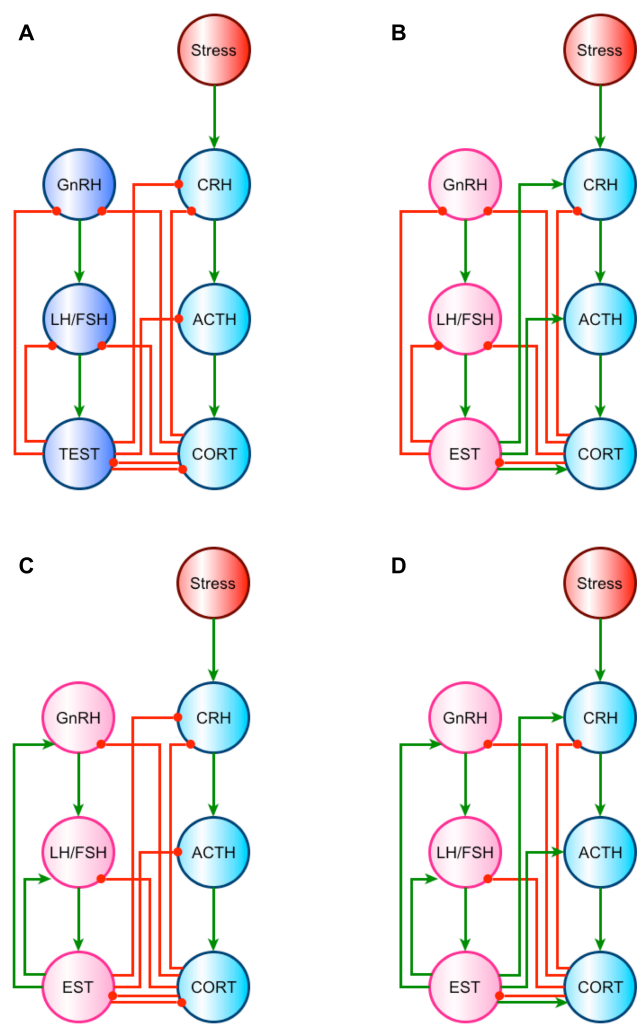 A
Stress
GnRH
CRH
LH/FSH
ACTH
TEST
CORT
B
Stress
GnRH
CRH
LH/FSH
ACTH
EST
CORT
C
Stress
GnRH
CRH
LH/FSH
ACTH
EST
CORT
D
Stress
GnRH
CRH
LH/FSH
ACTH
EST
CORT